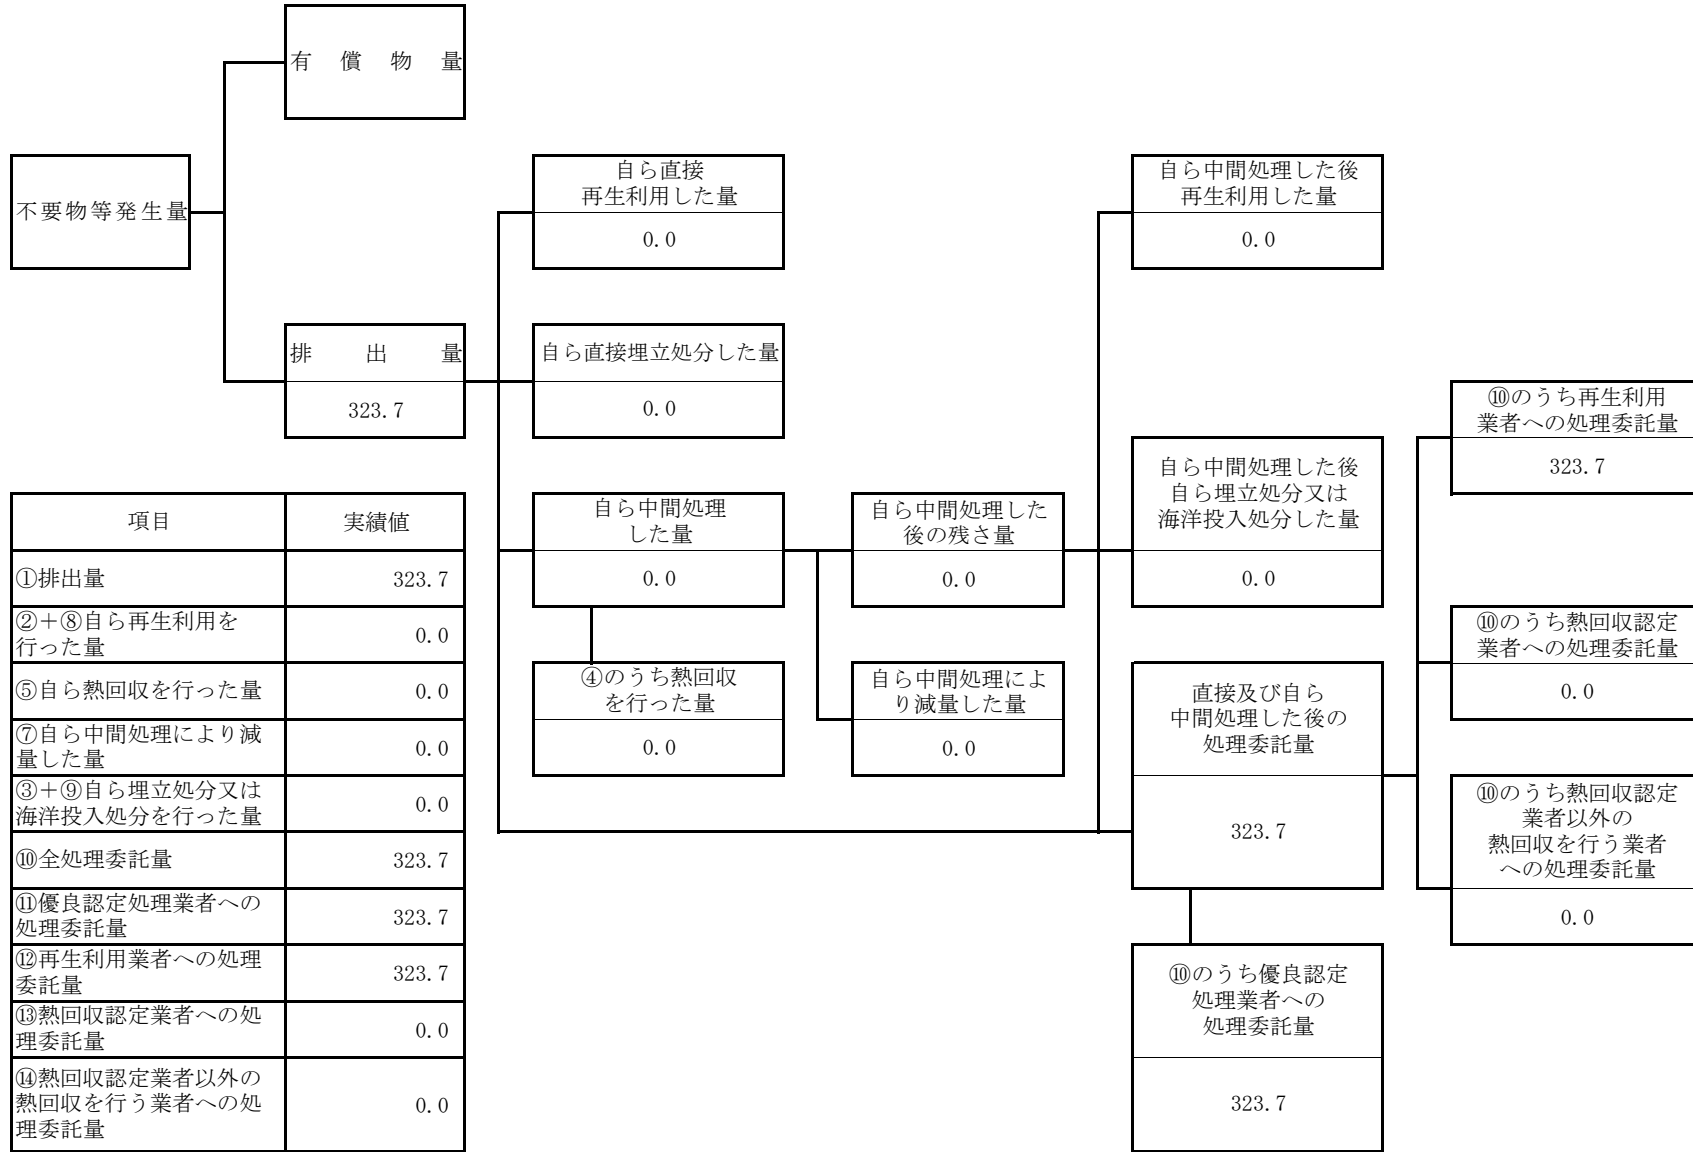 有償物量
不要物等発生量
自ら直接
再生利用した量
0.0
自ら中間処理した後
再生利用した量
0.0
排出量
323.7
自ら直接埋立処分した量
0.0
⑩のうち再生利用
業者への処理委託量
323.7
自ら中間処理した後
自ら埋立処分又は
海洋投入処分した量
0.0
自ら中間処理
した量
0.0
自ら中間処理した
後の残さ量
0.0
⑩のうち熱回収認定
業者への処理委託量
0.0
④のうち熱回収
を行った量
0.0
自ら中間処理によ
り減量した量
0.0
直接及び自ら
中間処理した後の
処理委託量
323.7
⑩のうち熱回収認定
業者以外の
熱回収を行う業者
への処理委託量
0.0
⑩のうち優良認定
処理業者への
処理委託量
323.7
項目 実績値
①排出量 323.7
②＋⑧自ら再生利用を
行った量 0.0
⑤自ら熱回収を行った量 0.0
⑦自ら中間処理により減
量した量 0.0
③＋⑨自ら埋立処分又は
海洋投入処分を行った量 0.0
⑩全処理委託量 323.7
⑪優良認定処理業者への
処理委託量 323.7
⑫再生利用業者への処理
委託量 323.7
⑬熱回収認定業者への処
理委託量 0.0
⑭熱回収認定業者以外の
熱回収を行う業者への処
理委託量 0.0